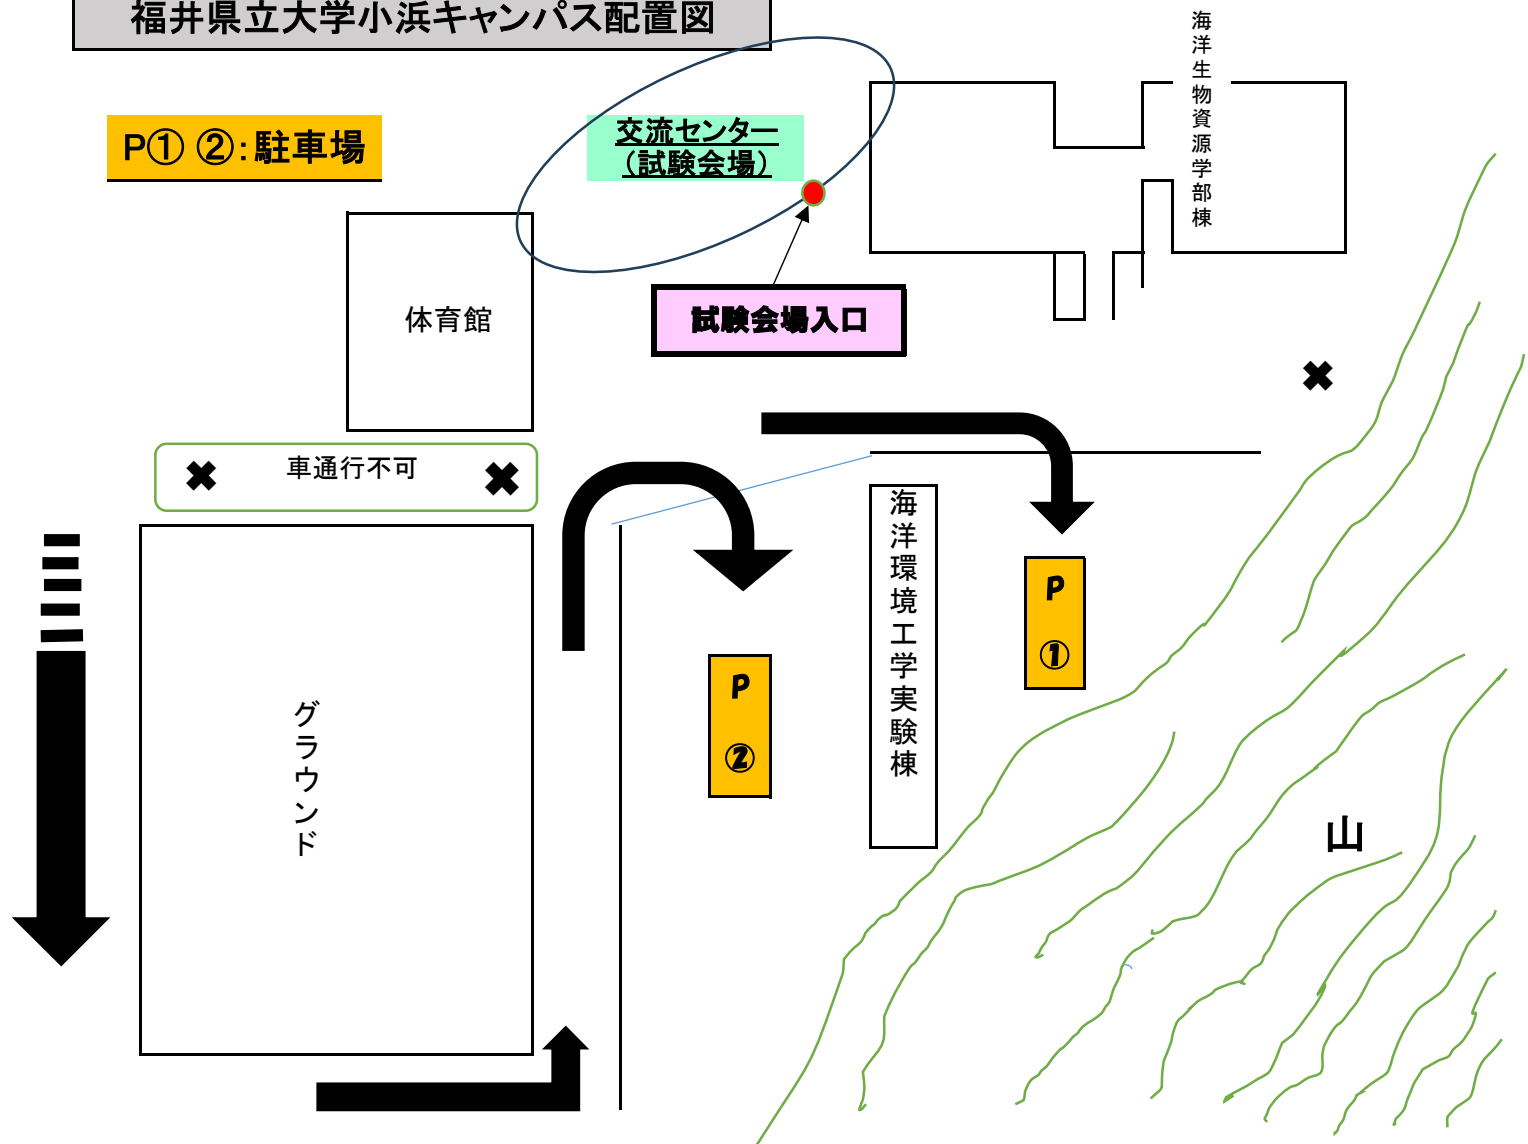 福井県立大学小浜キャンパス配置図
海洋生物資源学部棟
P① ②：駐車場
交流センター
（試験会場）
体育館
試験会場入口
車通行不可
海洋環境工学実験棟
P
①
P
②
グラウンド
山